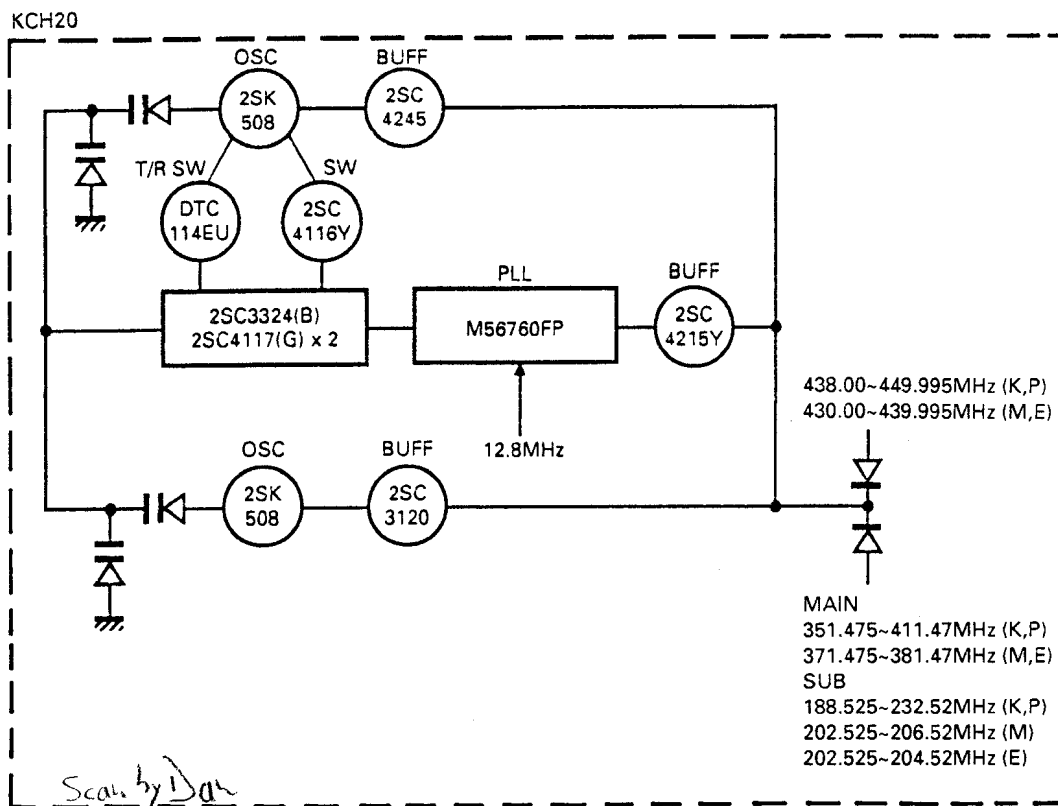 KCH20
OSC
BUFF
2SK
508
2SC
4245
T/R SW
SW
DTC
114EU
2SC
4116Y
2SC3324(B)
2SC4117(G) x 2
PLL
M56760FP
BUFF
2SC
4215Y
12.8MHz
438.00~449.995MHz (K,P)
430.00~439.995MHz (M,E)
OSC
BUFF
2SK
508
2SC
3120
MAIN
351.475~411.47MHz (K,P)
371.475~381.47MHz (M,E)
SUB
188.525~232.52MHz (K,P)
202.525~206.52MHz (M)
202.525~204.52MHz (E)
Scan by Dan